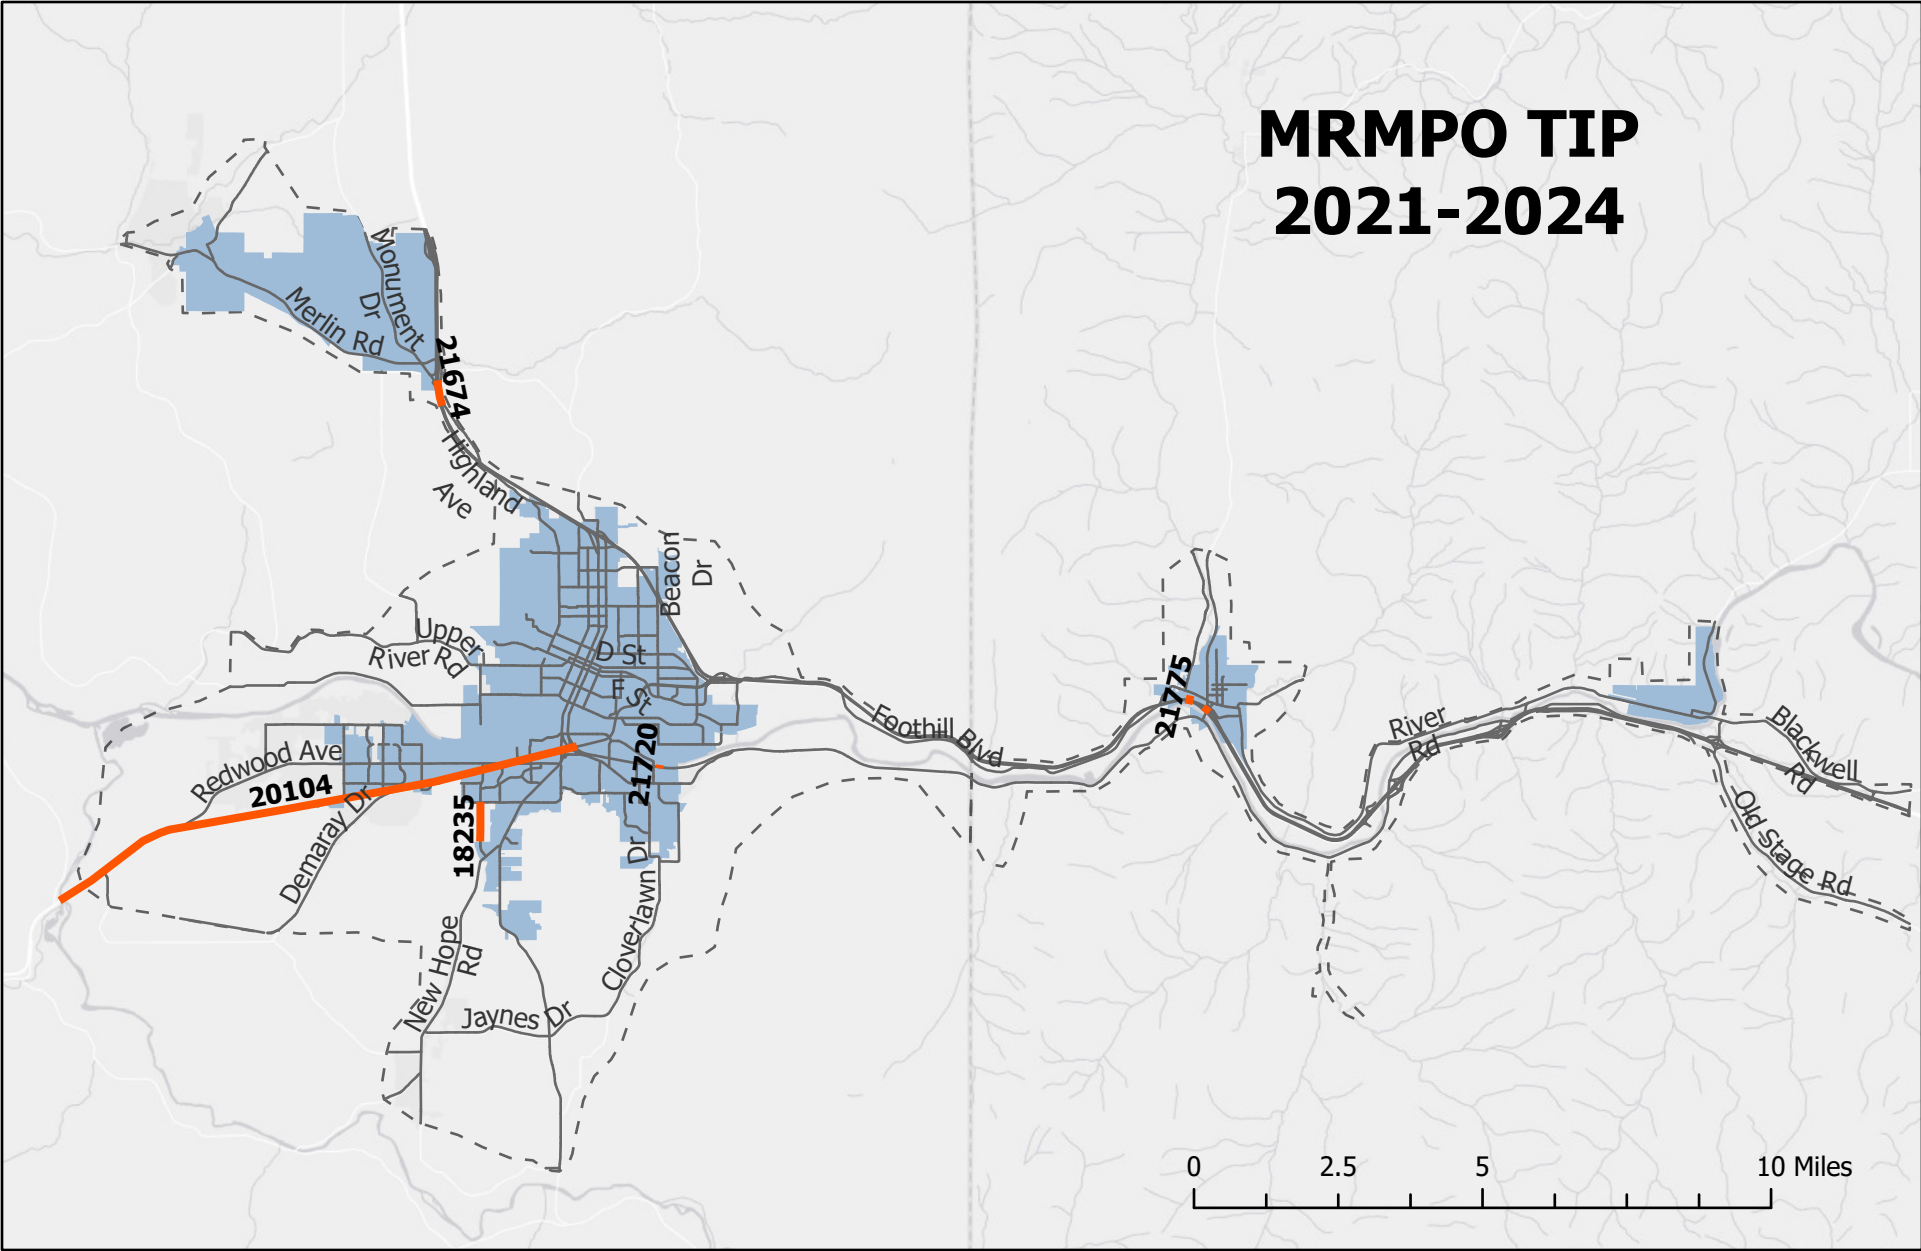 MRMPO TIP
2021-2024
Monument
Dr
Merlin Rd
21674
Highland
Ave
Beacon
Dr
Upper
River Rd
D St
F St
21775
21720
Foothill Blvd
River
Rd
Blackwell
Rd
Redwood Ave
20104
Demaray Dr
18235
Old Stage Rd
Cloverlawn Dr
New Hope
Rd
Jaynes Dr
0 2.5 5 10 Miles